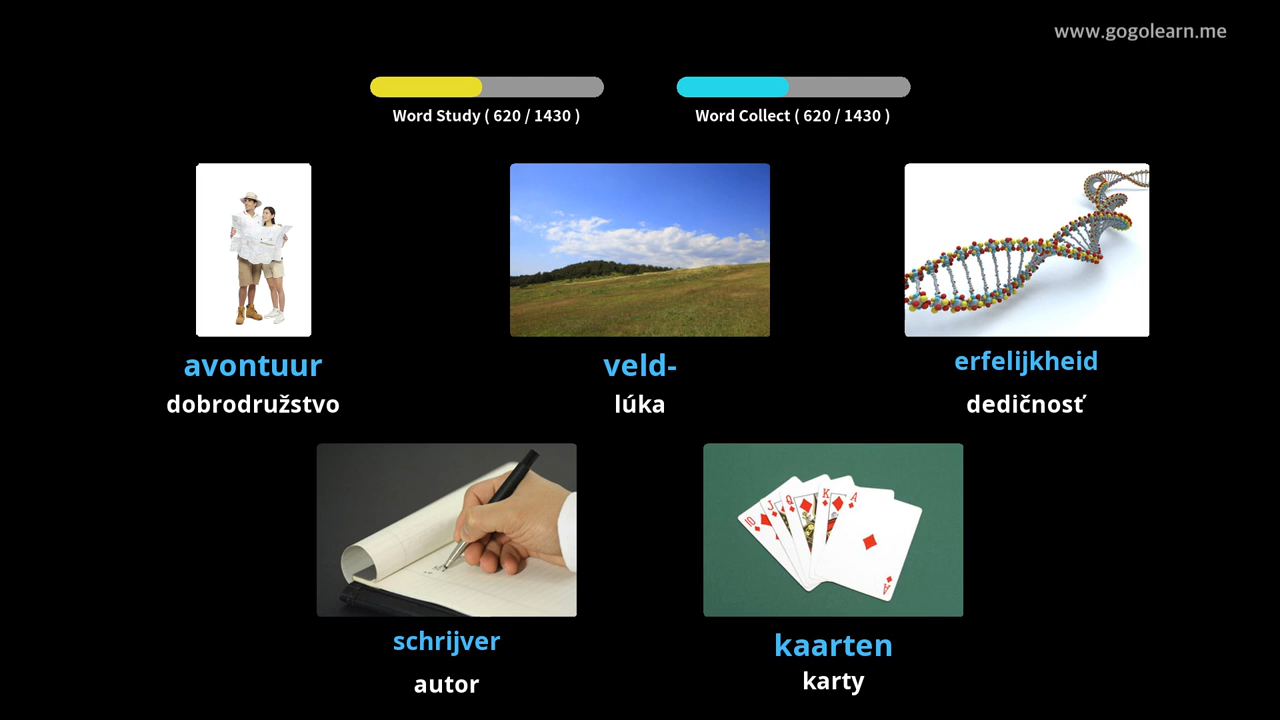 www.gogolearn.me
Word Study ( 620 / 1430 )
Word Collect ( 620 / 1430 )
avontuur
dobrodružstvo
veld-
lúka
erfelijkheid
dedičnosť
10 J Q K A
A
schrijver
autor
kaarten
karty